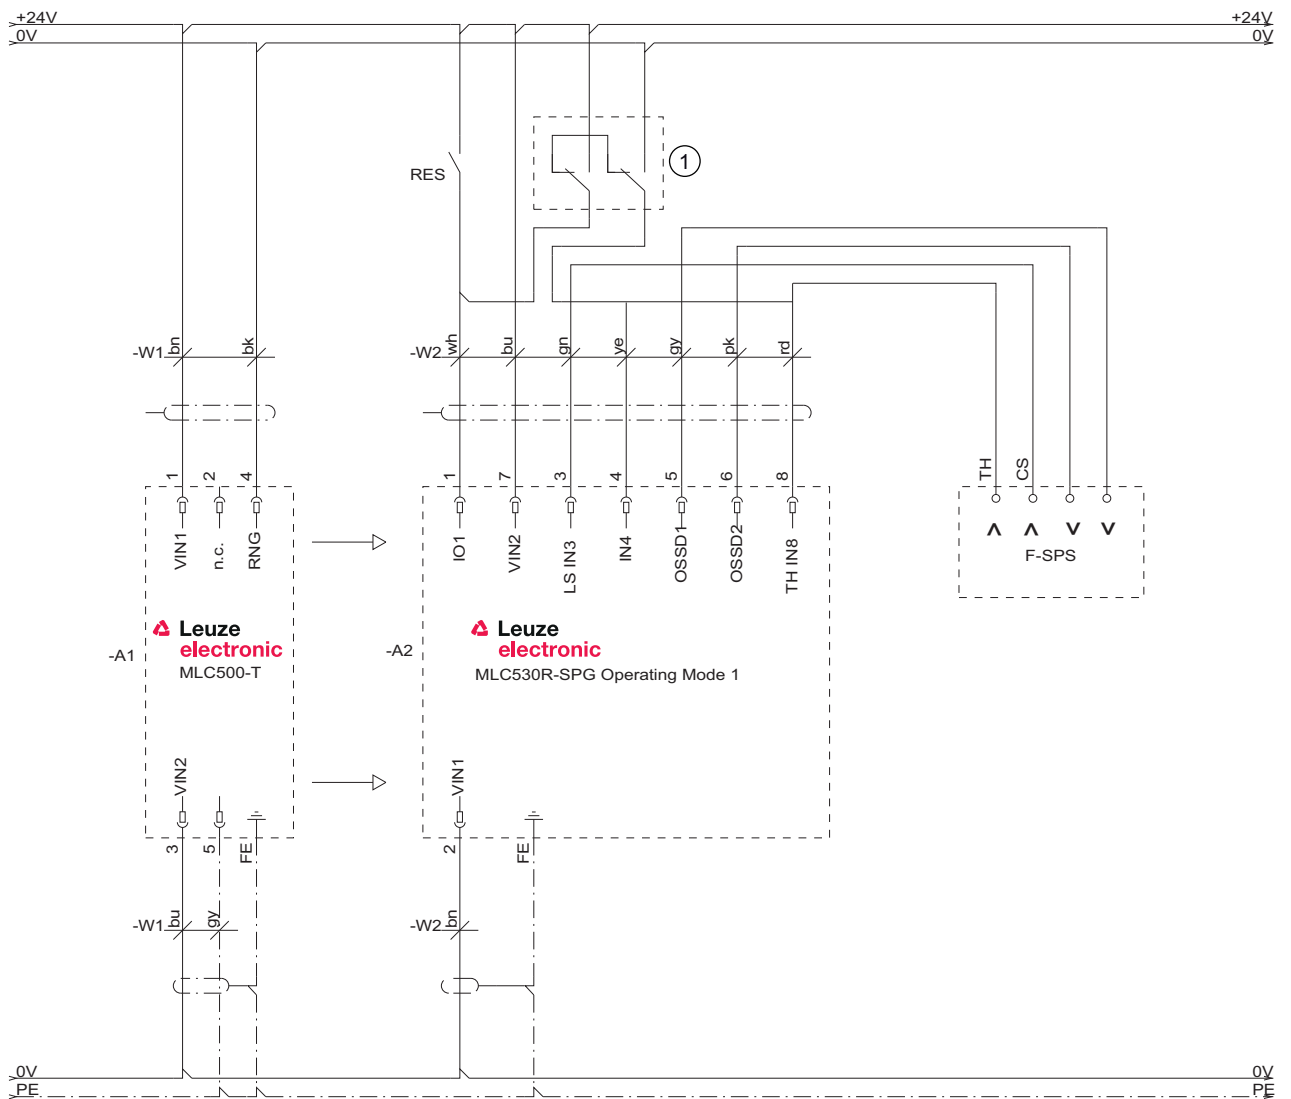 +24V
+24V
0V
0V
1
RES
-W1
bn
bk
-W2
wh
bu
gn
ye
gy
pk
rd
1
2
4
1
7
3
4
5
6
8
TH
CS
VIN1
n.c.
RNG
IO1
VIN2
LS IN3
IN4
OSSD1
OSSD2
TH IN8
F-SPS
Leuze
electronic
Leuze
electronic
-A1
-A2
MLC500-T
MLC530R-SPG Operating Mode 1
VIN2
VIN1
3
5
FE
2
FE
-W1
bu
gy
-W2
bn
0V
0V
PE
PE